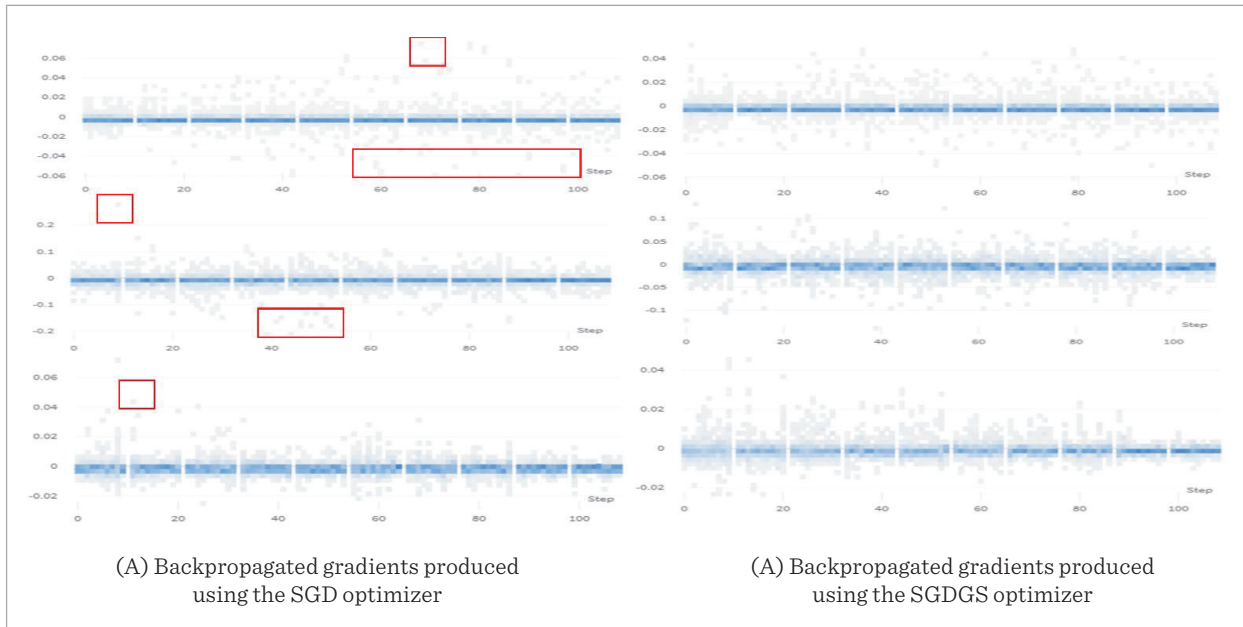 0.06
0.04
0.02
0
-0.02
-0.04
-0.06
Step
0 20 40 60 80 100
0.2
0.1
0
-0.1
-0.2
Step
0 20 40 60 80 100
0.06
0.04
0.02
0
-0.02
Step
0 20 40 60 80 100
(A) Backpropagated gradients produced
using the SGD optimizer
0.04
0.02
0
-0.02
-0.04
-0.06
Step
0 20 40 60 80 100
0.1
0.05
0
-0.05
-0.1
Step
0 20 40 60 80 100
0.04
0.02
0
-0.02
Step
0 20 40 60 80 100
(A) Backpropagated gradients produced
using the SGDGS optimizer